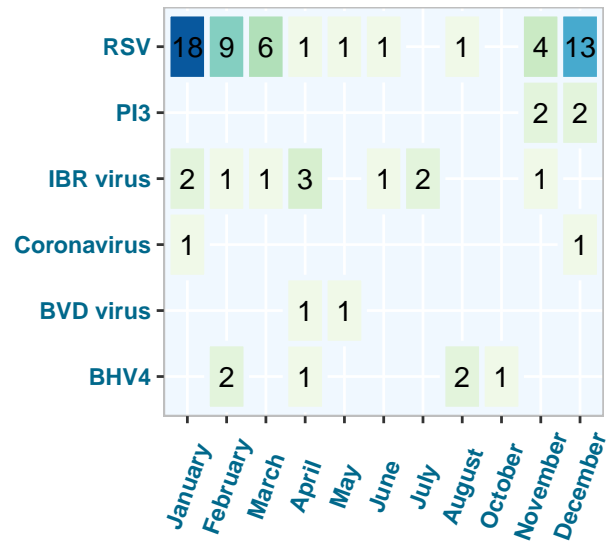 RSV 18 9 6 1 1 1 1 4 13
PI3 2 2
IBR virus 2 1 1 3 1 2 1
Coronavirus 1 1
BVD virus 1 1
BHV4 2 1 2 1
January February March April May June July August October November December